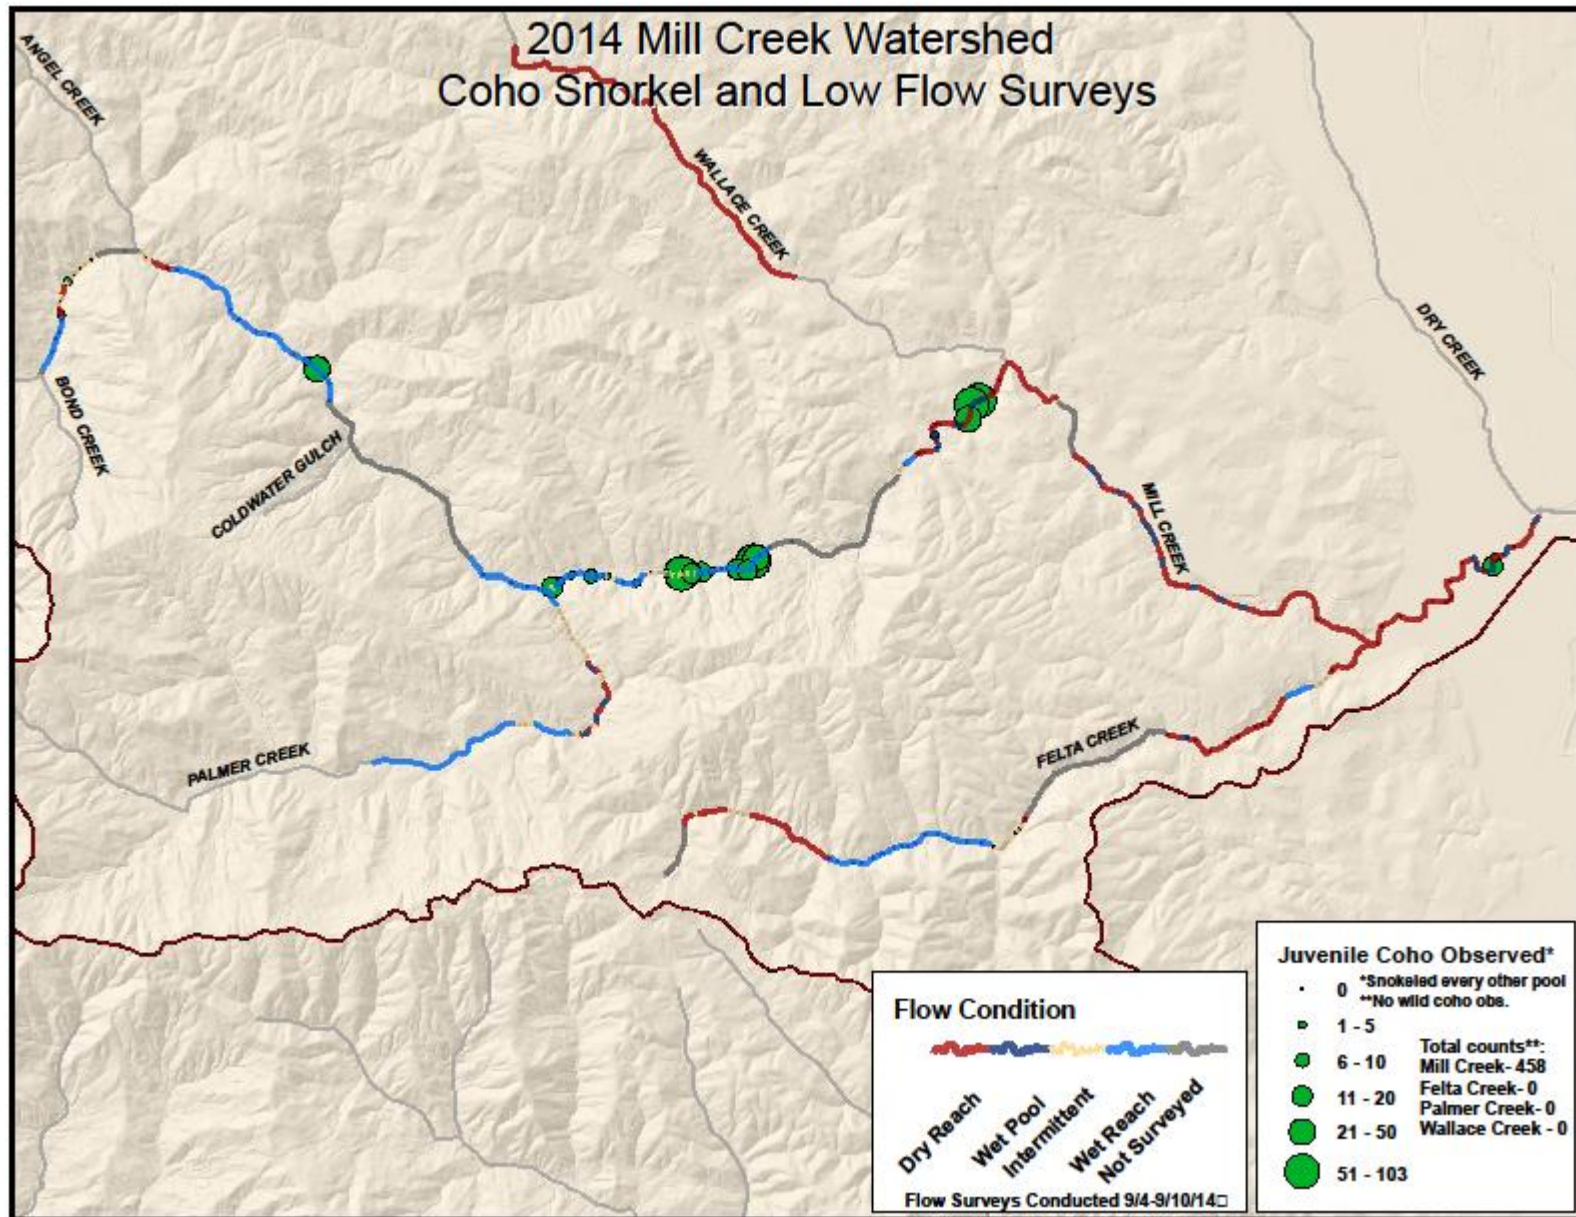 2014 Mill Creek Watershed
Coho Snorkel and Low Flow Surveys
ANGEL CREEK
WALLACE CREEK
DRY CREEK
BOND CREEK
COLDWATER GULCH
MILL CREEK
PALMER CREEK
FELTA CREEK
Flow Condition
Dry Reach
Wet Pool
Intermittent
Wet Reach
Not Surveyed
Flow Surveys Conducted 9/4-9/10/14□
Juvenile Coho Observed*
0 *Snokeled every other pool
**No wild coho obs.
1 - 5
6 - 10
11 - 20
21 - 50
51 - 103
Total counts**:
Mill Creek- 458
Felta Creek- 0
Palmer Creek- 0
Wallace Creek - 0